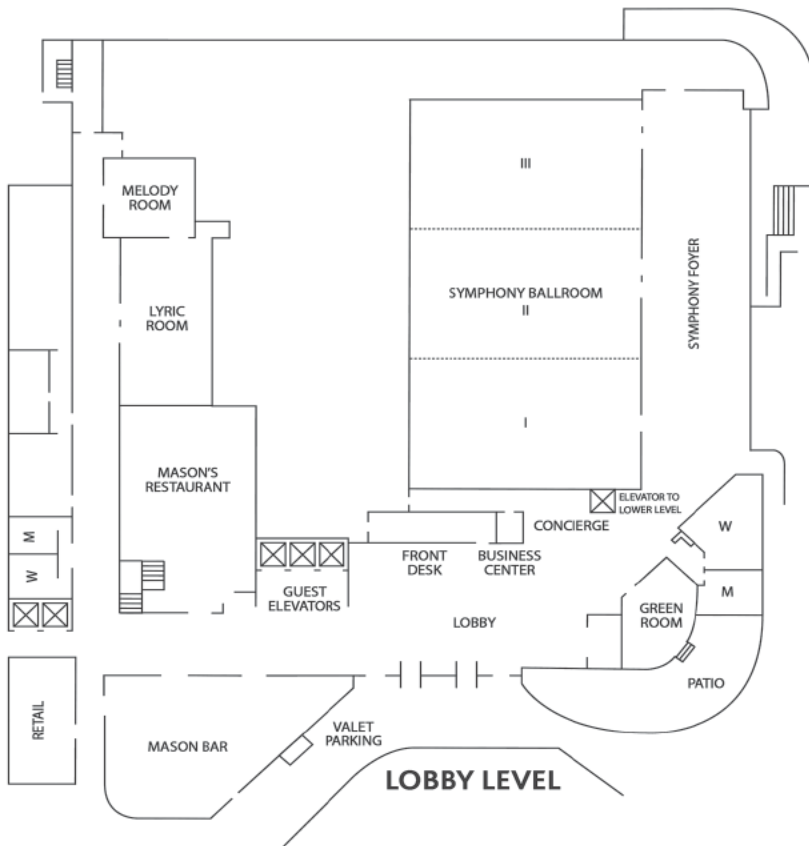 MELODY
ROOM
III
LYRIC
ROOM
SYMPHONY BALLROOM
II
SYMPHONY FOYER
I
MASON'S
RESTAURANT
ELEVATOR TO
LOWER LEVEL
CONCIERGE
M
W
W
M
FRONT
DESK
BUSINESS
CENTER
GUEST
ELEVATORS
LOBBY
GREEN
ROOM
PATIO
RETAIL
MASON BAR
VALET
PARKING
LOBBY LEVEL